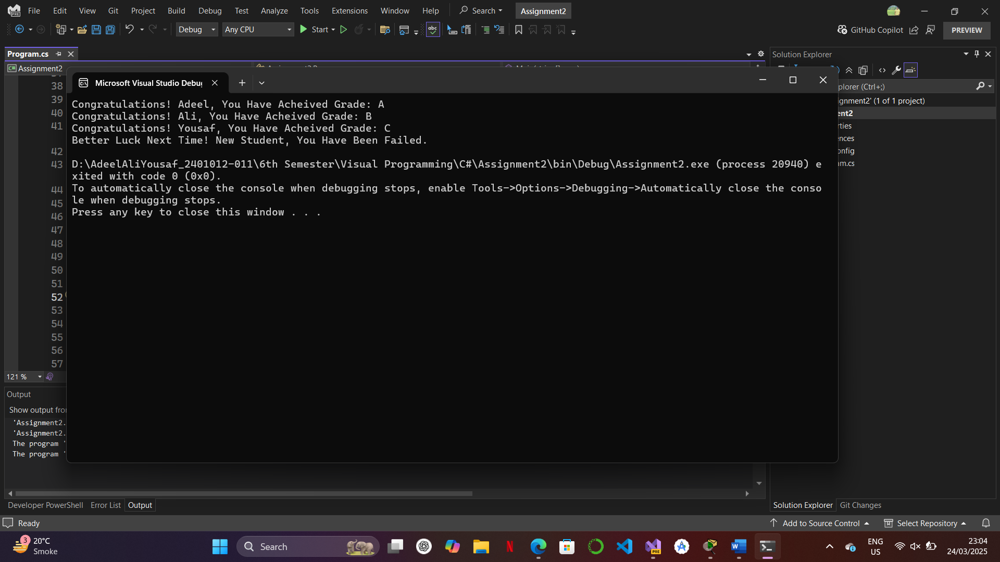 File Edit View Git Project Build Debug Test Analyze Tools Extensions Window Help Search Assignment2
Debug Any CPU Start GitHub Copilot PREVIEW
Program.cs
Solution Explorer
C# Assignment2
Microsoft Visual Studio Debug
Congratulations! Adeel, You Have Acheived Grade: A
Congratulations! Ali, You Have Acheived Grade: B
Congratulations! Yousaf, You Have Acheived Grade: C
Better Luck Next Time! New Student, You Have Been Failed.
D:\AdeelAliYousaf_2401012-011\6th Semester\Visual Programming\C#\Assignment2\bin\Debug\Assignment2.exe (process 20940) e
xited with code 0 (0x0).
To automatically close the console when debugging stops, enable Tools->Options->Debugging->Automatically close the conso
le when debugging stops.
Press any key to close this window . . .
plorer (Ctrl+;)
ignment2' (1 of 1 project)
ent2
rties
ences
onfig
am.cs
38
39
40
41
42
43
44
45
46
47
48
49
50
51
52
53
54
55
56
57
121 %
Output
Show output from
'Assignment2.
'Assignment2.
The program '
The program '
Developer PowerShell Error List Output
Solution Explorer Git Changes
Ready
Add to Source Control Select Repository
3
20°C
Smoke
Search
PRE
ENG
US
23:04
24/03/2025